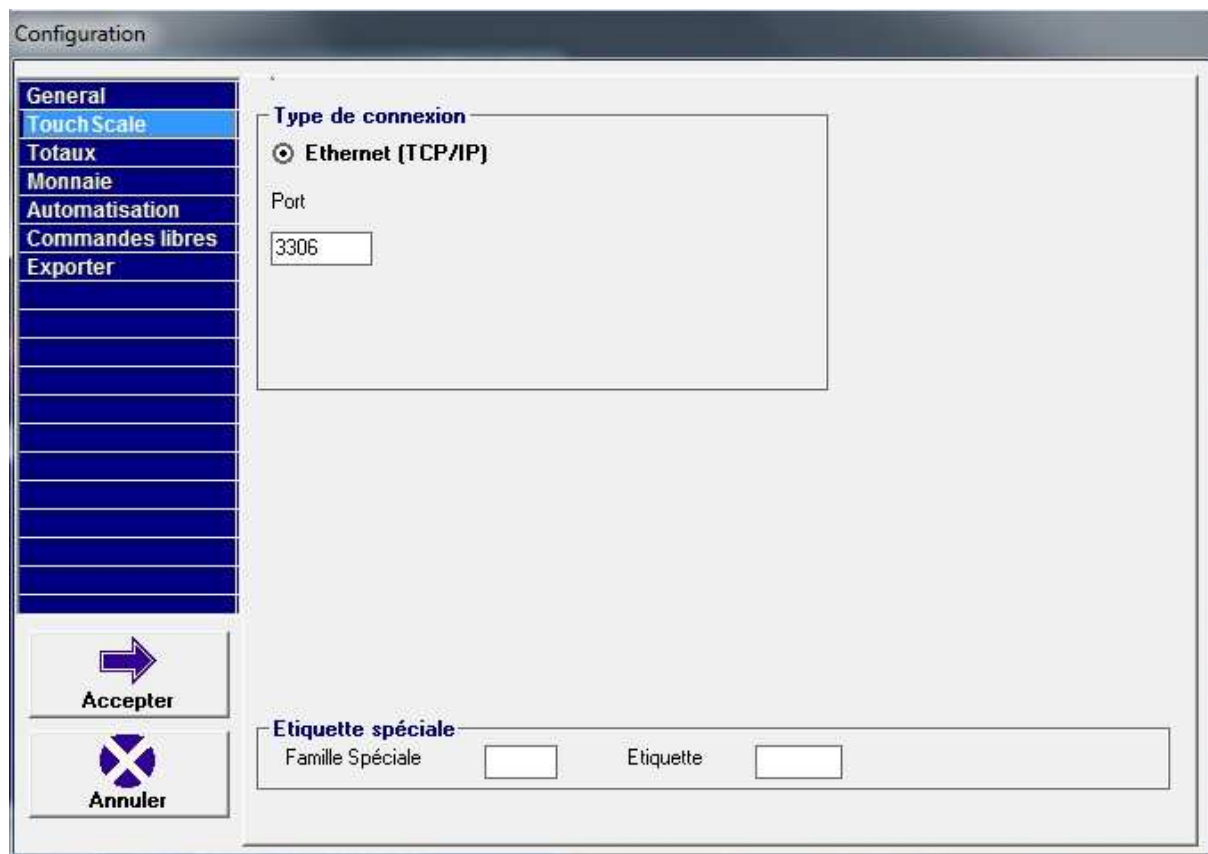 Configuration
General
TouchScale
Totaux
Monnaie
Automatisation
Commandes libres
Exporter
Type de connexion
Ethernet (TCP/IP)
Port
3306
Accepter
Annuler
Etiquette spéciale
Famille Spéciale
Etiquette